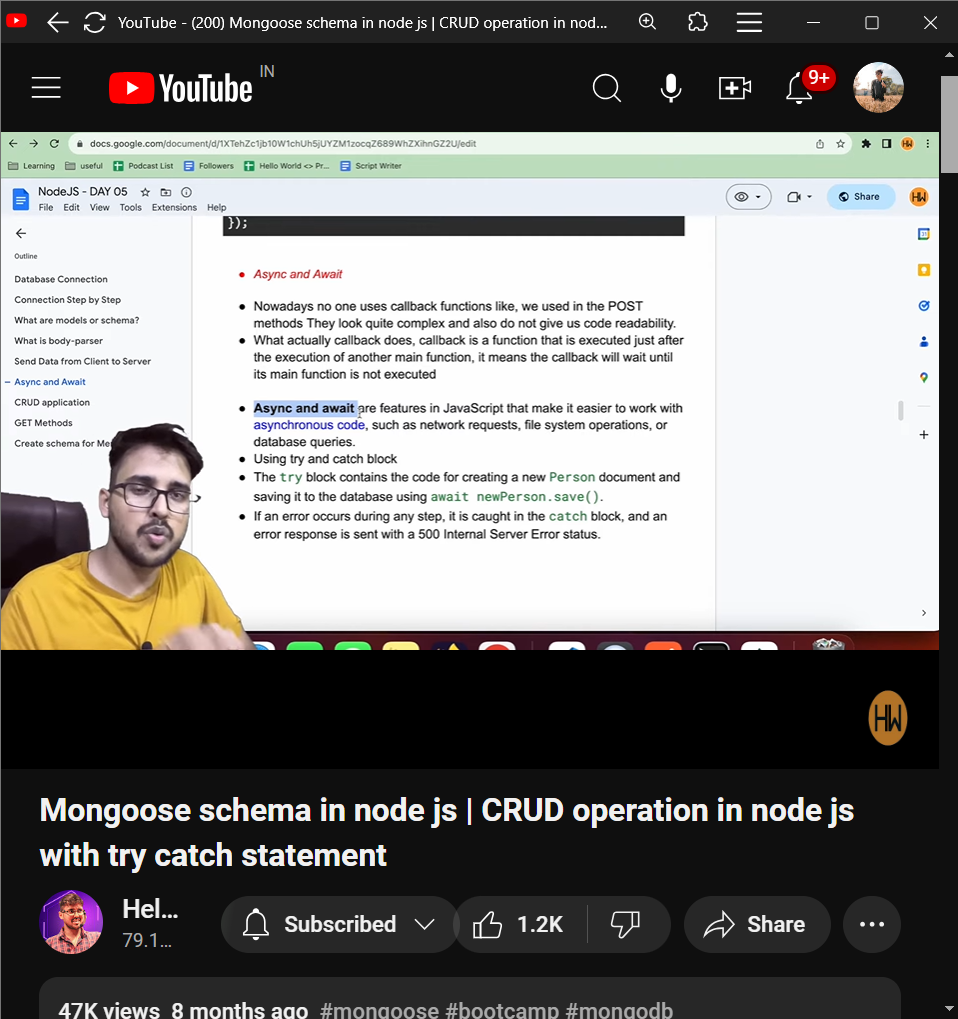 YouTube - (200) Mongoose schema in node js | CRUD operation in nod...
YouTube IN
9+
docs.google.com/document/d/1XTehZc1jb10W1chUh5jUYZM1zocqZ689WhZXihnGZ2U/edit
Learning useful Podcast List Followers Hello World <> Pr... Script Writer
NodeJS - DAY 05
File Edit View Tools Extensions Help
Share
HW
});
Outline
Database Connection
Connection Step by Step
What are models or schema?
What is body-parser
Send Data from Client to Server
Async and Await
CRUD application
GET Methods
Create schema for Me
• Async and Await
• Nowadays no one uses callback functions like, we used in the POST
methods They look quite complex and also do not give us code readability.
• What actually callback does, callback is a function that is executed just after
the execution of another main function, it means the callback will wait until
its main function is not executed
• Async and await are features in JavaScript that make it easier to work with
asynchronous code, such as network requests, file system operations, or
database queries.
• Using try and catch block
• The try block contains the code for creating a new Person document and
saving it to the database using await newPerson.save().
• If an error occurs during any step, it is caught in the catch block, and an
error response is sent with a 500 Internal Server Error status.
HW
Mongoose schema in node js | CRUD operation in node js
with try catch statement
Hel...
79.1...
Subscribed
1.2K
Share
47K views 8 months ago #mongoose #bootcamp #mongodb